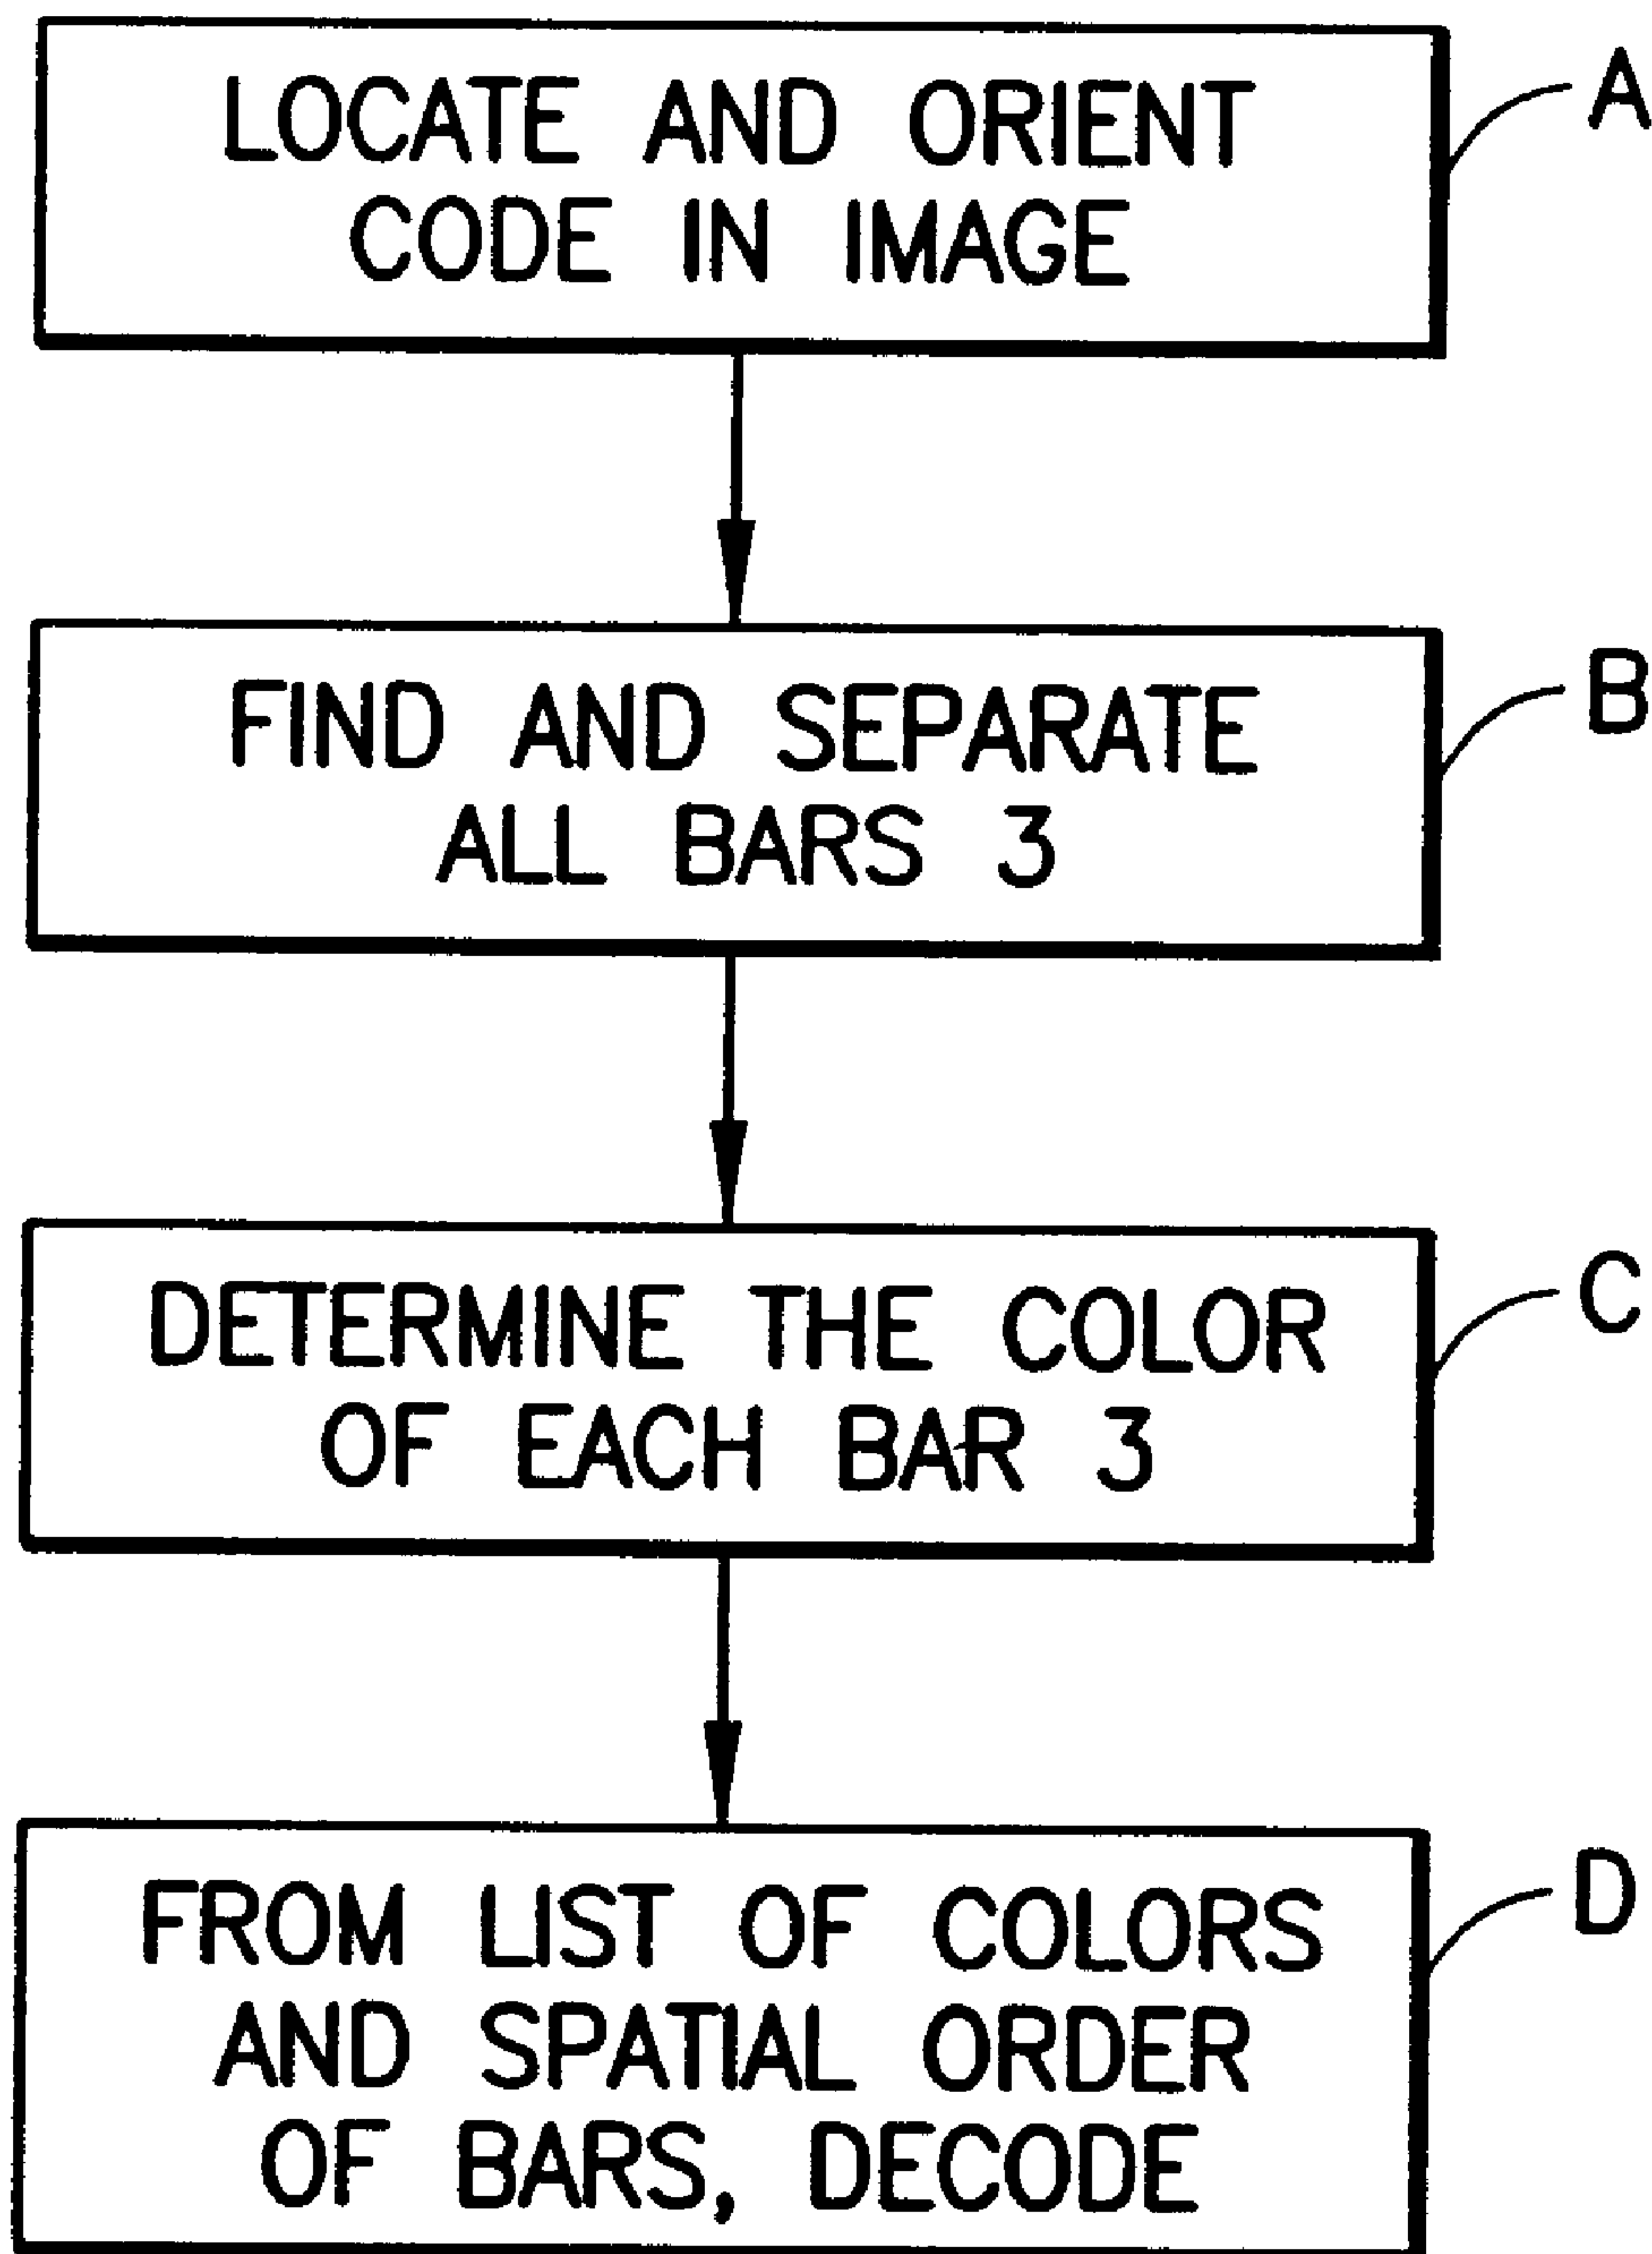 LOCATE AND ORIENT
CODE IN IMAGE
A
FIND AND SEPARATE
ALL BARS 3
B
DETERMINE THE COLOR
OF EACH BAR 3
C
FROM LIST OF COLORS
AND SPATIAL ORDER
OF BARS, DECODE
D